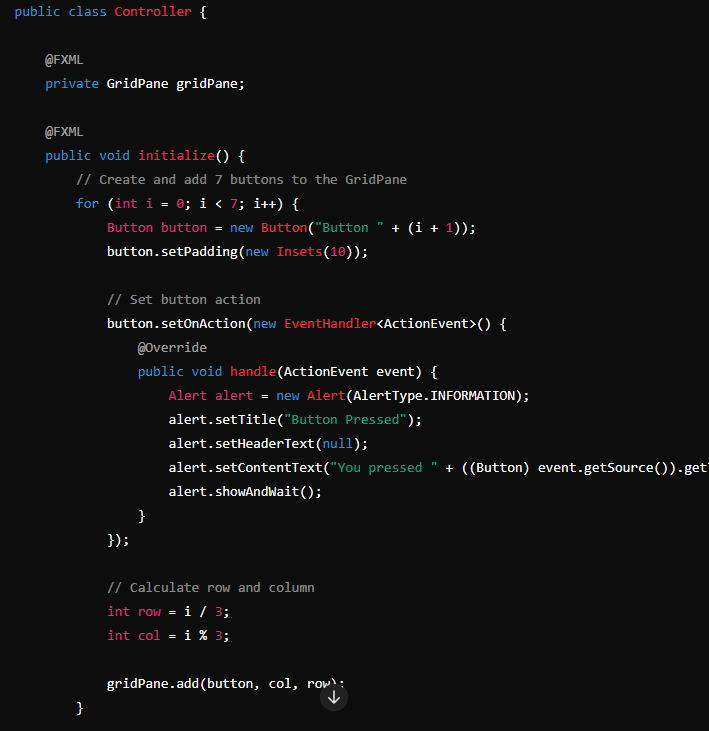 public class Controller {
@FXML
private GridPane gridPane;
@FXML
public void initialize() {
// Create and add 7 buttons to the GridPane
for (int i = 0; i < 7; i++) {
Button button = new Button("Button " + (i + 1));
button.setPadding(new Insets(10));
// Set button action
button.setOnAction(new EventHandler<ActionEvent>() {
@Override
public void handle(ActionEvent event) {
Alert alert = new Alert(AlertType.INFORMATION);
alert.setTitle("Button Pressed");
alert.setHeaderText(null);
alert.setContentText("You pressed " + ((Button) event.getSource()).get
alert.showAndWait();
}
});
// Calculate row and column
int row = i / 3;
int col = i % 3;
gridPane.add(button, col, row);
}